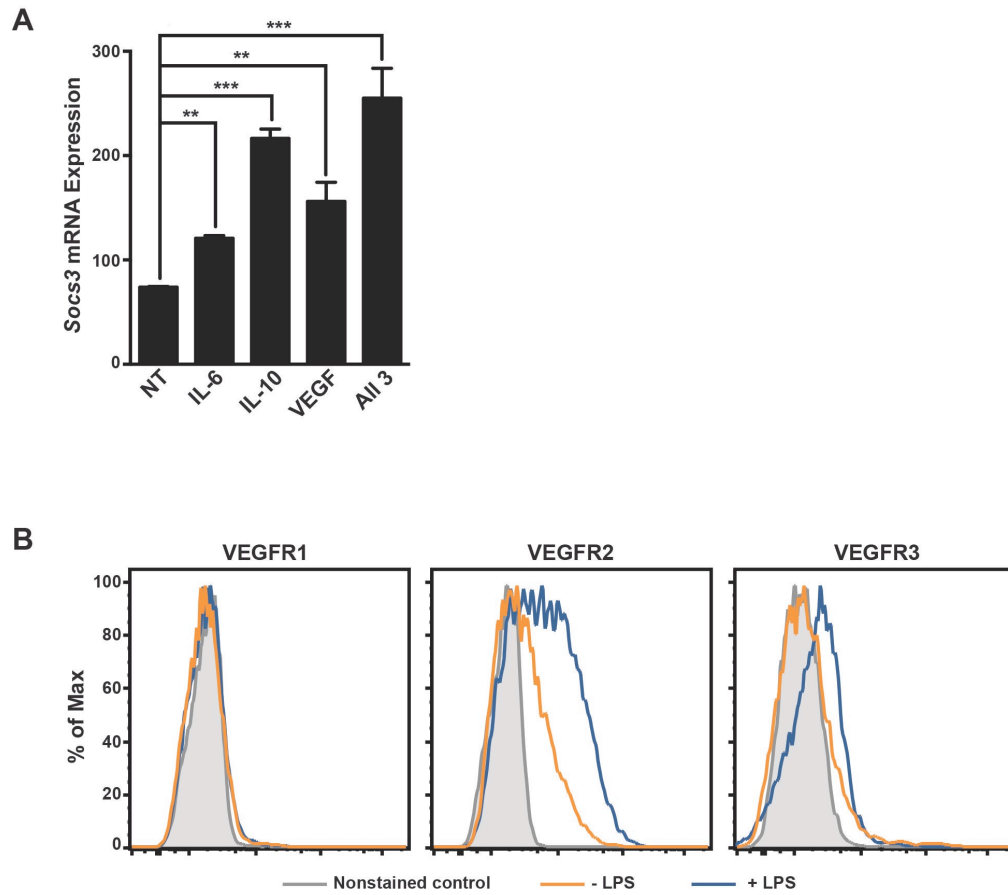 A
***
**
***
**
300
200
100
0
Socs3 mRNA Expression
NT IL-6 IL-10 VEGF All 3
B
VEGFR1 VEGFR2 VEGFR3
100
80
60
40
20
0
% of Max
Nonstained control - LPS + LPS